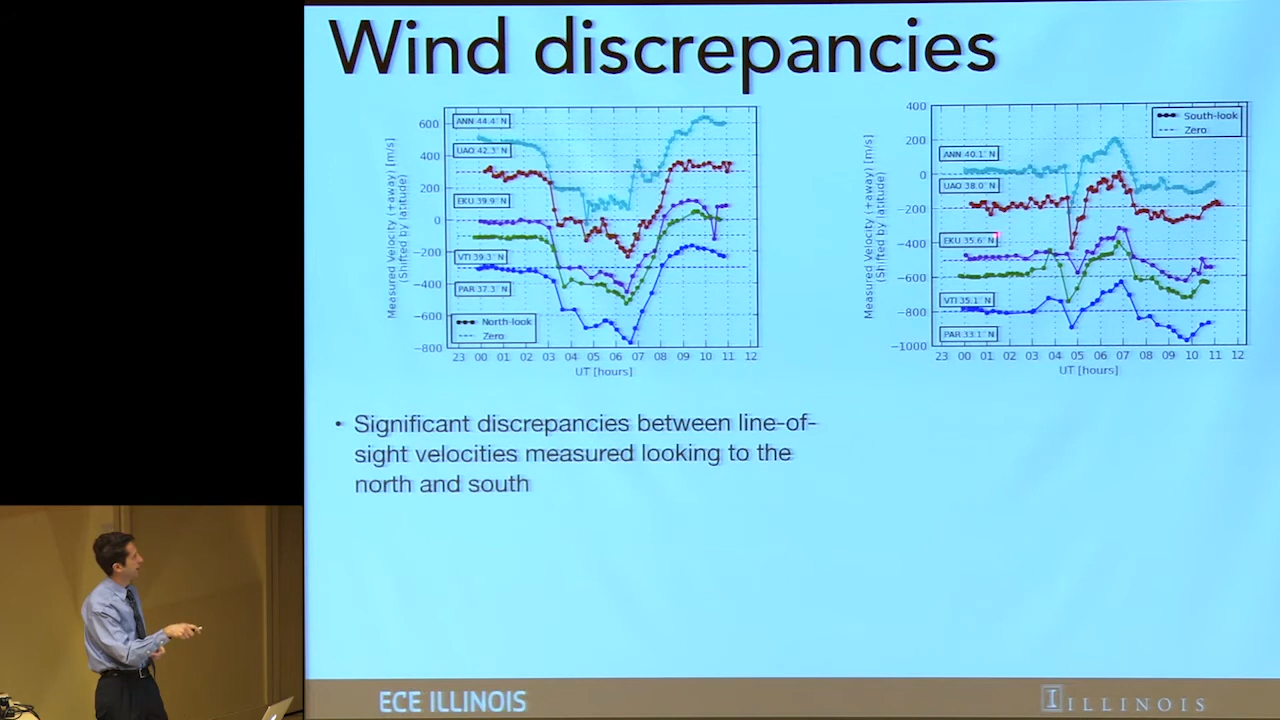 Wind discrepancies
Measured Velocity (+away) [m/s]
(Shifted by latitude)
600
400
200
0
−200
−400
−600
−800
ANN 44.4° N
UAO 42.3° N
EKU 39.9° N
VTI 39.3° N
PAR 37.3° N
North-look
Zero
23 00 01 02 03 04 05 06 07 08 09 10 11 12
UT [hours]
Measured Velocity (+away) [m/s]
(Shifted by latitude)
400
200
0
−200
−400
−600
−800
−1000
South-look
Zero
ANN 40.1° N
UAO 38.0° N
EKU 35.6° N
VTI 35.1° N
PAR 33.1° N
23 00 01 02 03 04 05 06 07 08 09 10 11 12
UT [hours]
• Significant discrepancies between line-of-
sight velocities measured looking to the
north and south
ECE ILLINOIS
I ILLINOIS